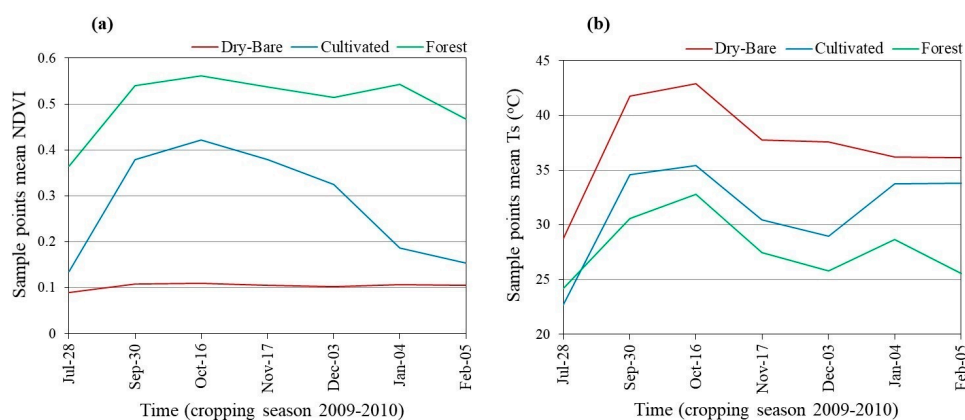 (a)
Dry-Bare Cultivated Forest
Sample points mean NDVI
0.6
0.5
0.4
0.3
0.2
0.1
0
Jul-28
Sep-30
Oct-16
Nov-17
Dec-03
Jan-04
Feb-05
Time (cropping season 2009-2010)
(b)
Dry-Bare Cultivated Forest
Sample points mean Ts (°C)
45
40
35
30
25
20
Jul-28
Sep-30
Oct-16
Nov-17
Dec-03
Jan-04
Feb-05
Time (cropping season 2009-2010)